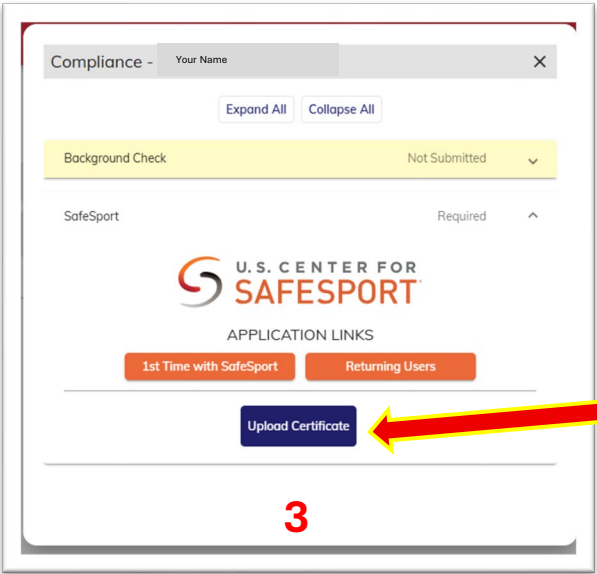 Compliance - Your Name
Expand All Collapse All
Background Check Not Submitted
SafeSport Required
U.S. CENTER FOR
SAFESPORT
APPLICATION LINKS
1st Time with SafeSport Returning Users
Upload Certificate
3